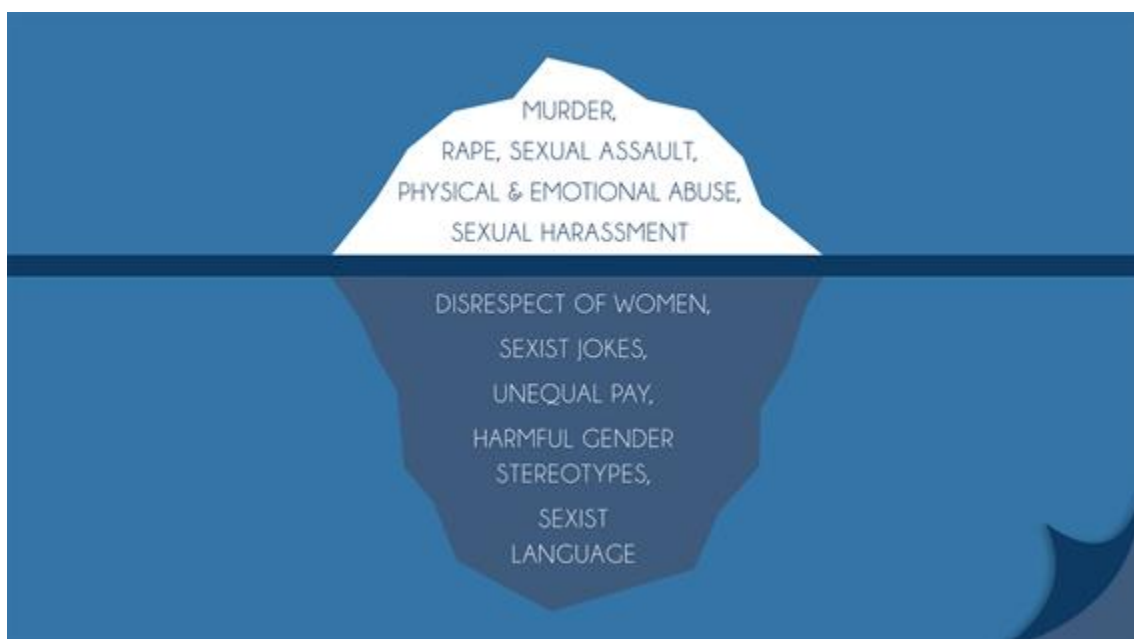 MURDER,
RAPE, SEXUAL ASSAULT,
PHYSICAL & EMOTIONAL ABUSE,
SEXUAL HARASSMENT
DISRESPECT OF WOMEN,
SEXIST JOKES,
UNEQUAL PAY,
HARMFUL GENDER
STEREOTYPES,
SEXIST
LANGUAGE